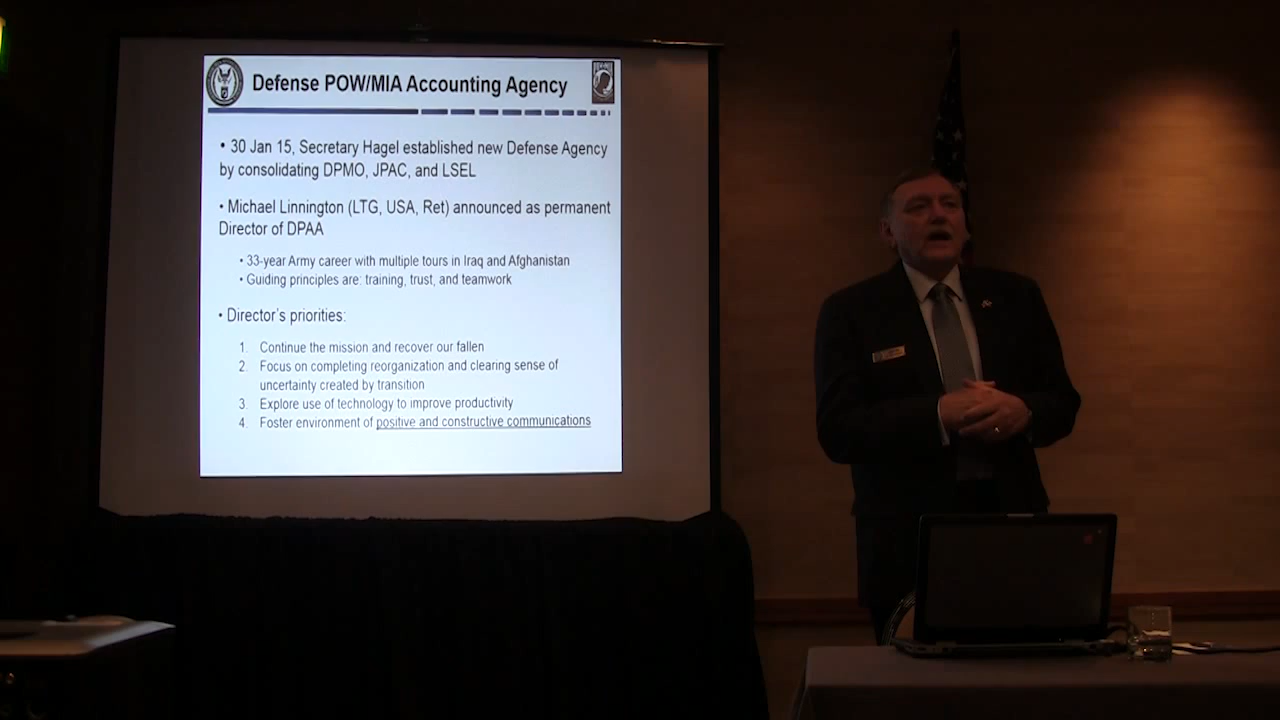 Defense POW/MIA Accounting Agency
• 30 Jan 15, Secretary Hagel established new Defense Agency
by consolidating DPMO, JPAC, and LSEL
• Michael Linnington (LTG, USA, Ret) announced as permanent
Director of DPAA
• 33-year Army career with multiple tours in Iraq and Afghanistan
• Guiding principles are: training, trust, and teamwork
• Director's priorities:
1. Continue the mission and recover our fallen
2. Focus on completing reorganization and clearing sense of
uncertainty created by transition
3. Explore use of technology to improve productivity
4. Foster environment of positive and constructive communications